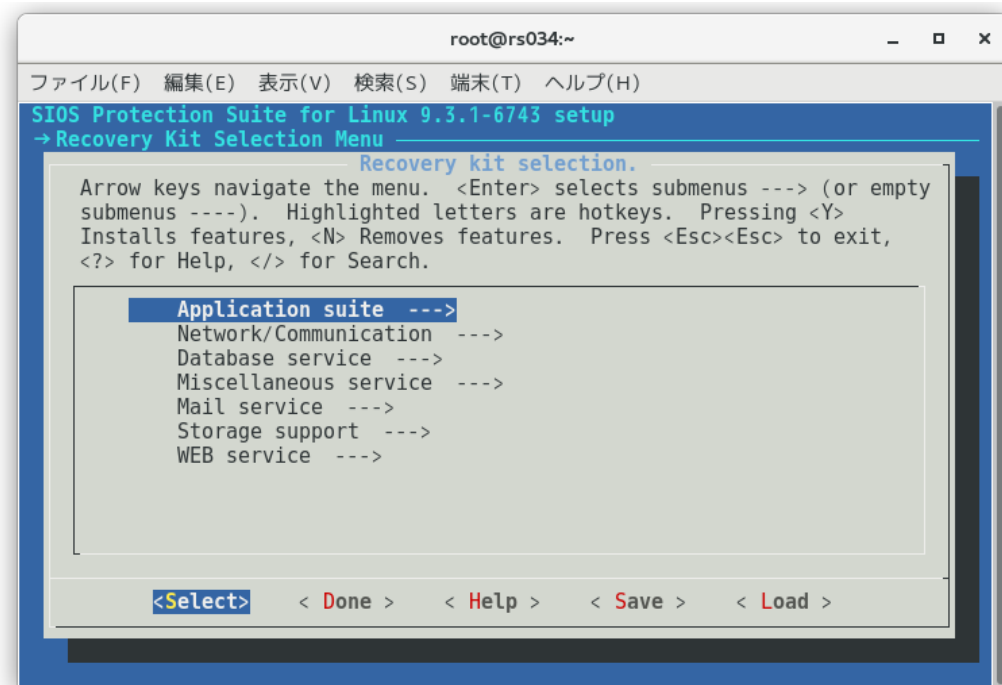 root@rs034:~
ファイル(F) 編集(E) 表示(V) 検索(S) 端末(T) ヘルプ(H)
SIOS Protection Suite for Linux 9.3.1-6743 setup
→ Recovery Kit Selection Menu
Recovery kit selection.
Arrow keys navigate the menu. <Enter> selects submenus ---> (or empty
submenus ----). Highlighted letters are hotkeys. Pressing <Y>
Installs features, <N> Removes features. Press <Esc><Esc> to exit,
<?> for Help, </> for Search.
Application suite --->
Network/Communication --->
Database service --->
Miscellaneous service --->
Mail service --->
Storage support --->
WEB service --->
<Select> < Done > < Help > < Save > < Load >